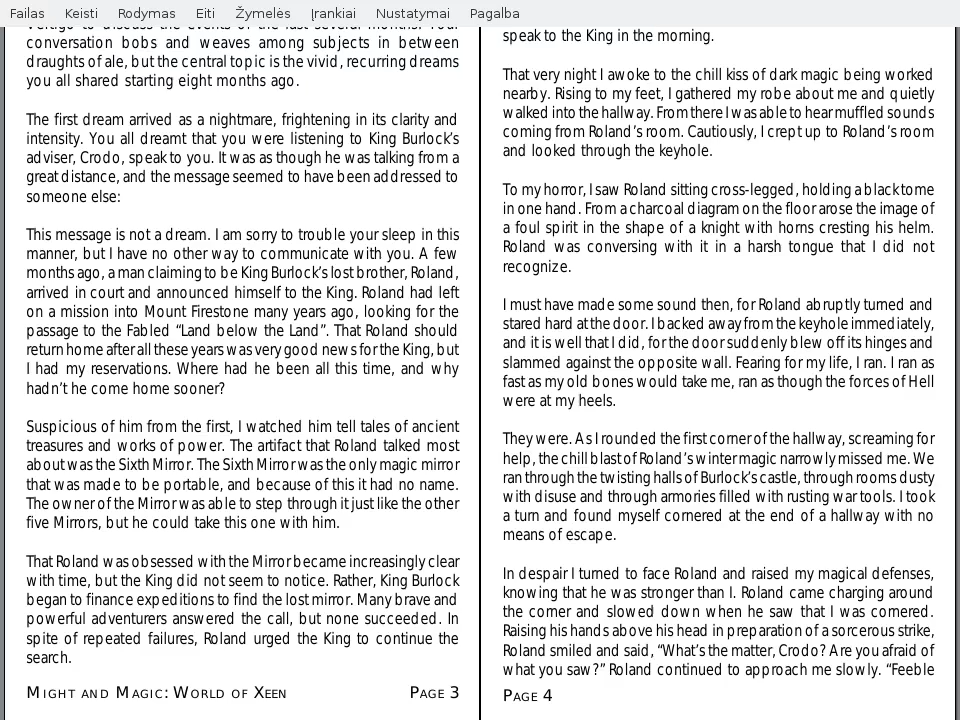 Failas Keisti Rodymas Eiti Žymelės Įrankiai Nustatymai Pagalba
Vertigo to discuss the events of the last several months. Your
conversation bobs and weaves among subjects in between
draughts of ale, but the central topic is the vivid, recurring dreams
you all shared starting eight months ago.
The first dream arrived as a nightmare, frightening in its clarity and
intensity. You all dreamt that you were listening to King Burlock's
adviser, Crodo, speak to you. It was as though he was talking from a
great distance, and the message seemed to have been addressed to
someone else:
This message is not a dream. I am sorry to trouble your sleep in this
manner, but I have no other way to communicate with you. A few
months ago, a man claiming to be King Burlock's lost brother, Roland,
arrived in court and announced himself to the King. Roland had left
on a mission into Mount Firestone many years ago, looking for the
passage to the Fabled “Land below the Land”. That Roland should
return home after all these years was very good news for the King, but
I had my reservations. Where had he been all this time, and why
hadn't he come home sooner?
Suspicious of him from the first, I watched him tell tales of ancient
treasures and works of power. The artifact that Roland talked most
about was the Sixth Mirror. The Sixth Mirror was the only magic mirror
that was made to be portable, and because of this it had no name.
The owner of the Mirror was able to step through it just like the other
five Mirrors, but he could take this one with him.
That Roland was obsessed with the Mirror became increasingly clear
with time, but the King did not seem to notice. Rather, King Burlock
began to finance expeditions to find the lost mirror. Many brave and
powerful adventurers answered the call, but none succeeded. In
spite of repeated failures, Roland urged the King to continue the
search.
Might and Magic: World of Xeen Page 3
speak to the King in the morning.
That very night I awoke to the chill kiss of dark magic being worked
nearby. Rising to my feet, I gathered my robe about me and quietly
walked into the hallway. From there I was able to hear muffled sounds
coming from Roland's room. Cautiously, I crept up to Roland's room
and looked through the keyhole.
To my horror, I saw Roland sitting cross-legged, holding a black tome
in one hand. From a charcoal diagram on the floor arose the image of
a foul spirit in the shape of a knight with horns cresting his helm.
Roland was conversing with it in a harsh tongue that I did not
recognize.
I must have made some sound then, for Roland abruptly turned and
stared hard at the door. I backed away from the keyhole immediately,
and it is well that I did, for the door suddenly blew off its hinges and
slammed against the opposite wall. Fearing for my life, I ran. I ran as
fast as my old bones would take me, ran as though the forces of Hell
were at my heels.
They were. As I rounded the first corner of the hallway, screaming for
help, the chill blast of Roland's winter magic narrowly missed me. We
ran through the twisting halls of Burlock's castle, through rooms dusty
with disuse and through armories filled with rusting war tools. I took
a turn and found myself cornered at the end of a hallway with no
means of escape.
In despair I turned to face Roland and raised my magical defenses,
knowing that he was stronger than I. Roland came charging around
the corner and slowed down when he saw that I was cornered.
Raising his hands above his head in preparation of a sorcerous strike,
Roland smiled and said, “What's the matter, Crodo? Are you afraid of
what you saw?” Roland continued to approach me slowly. “Feeble
Page 4